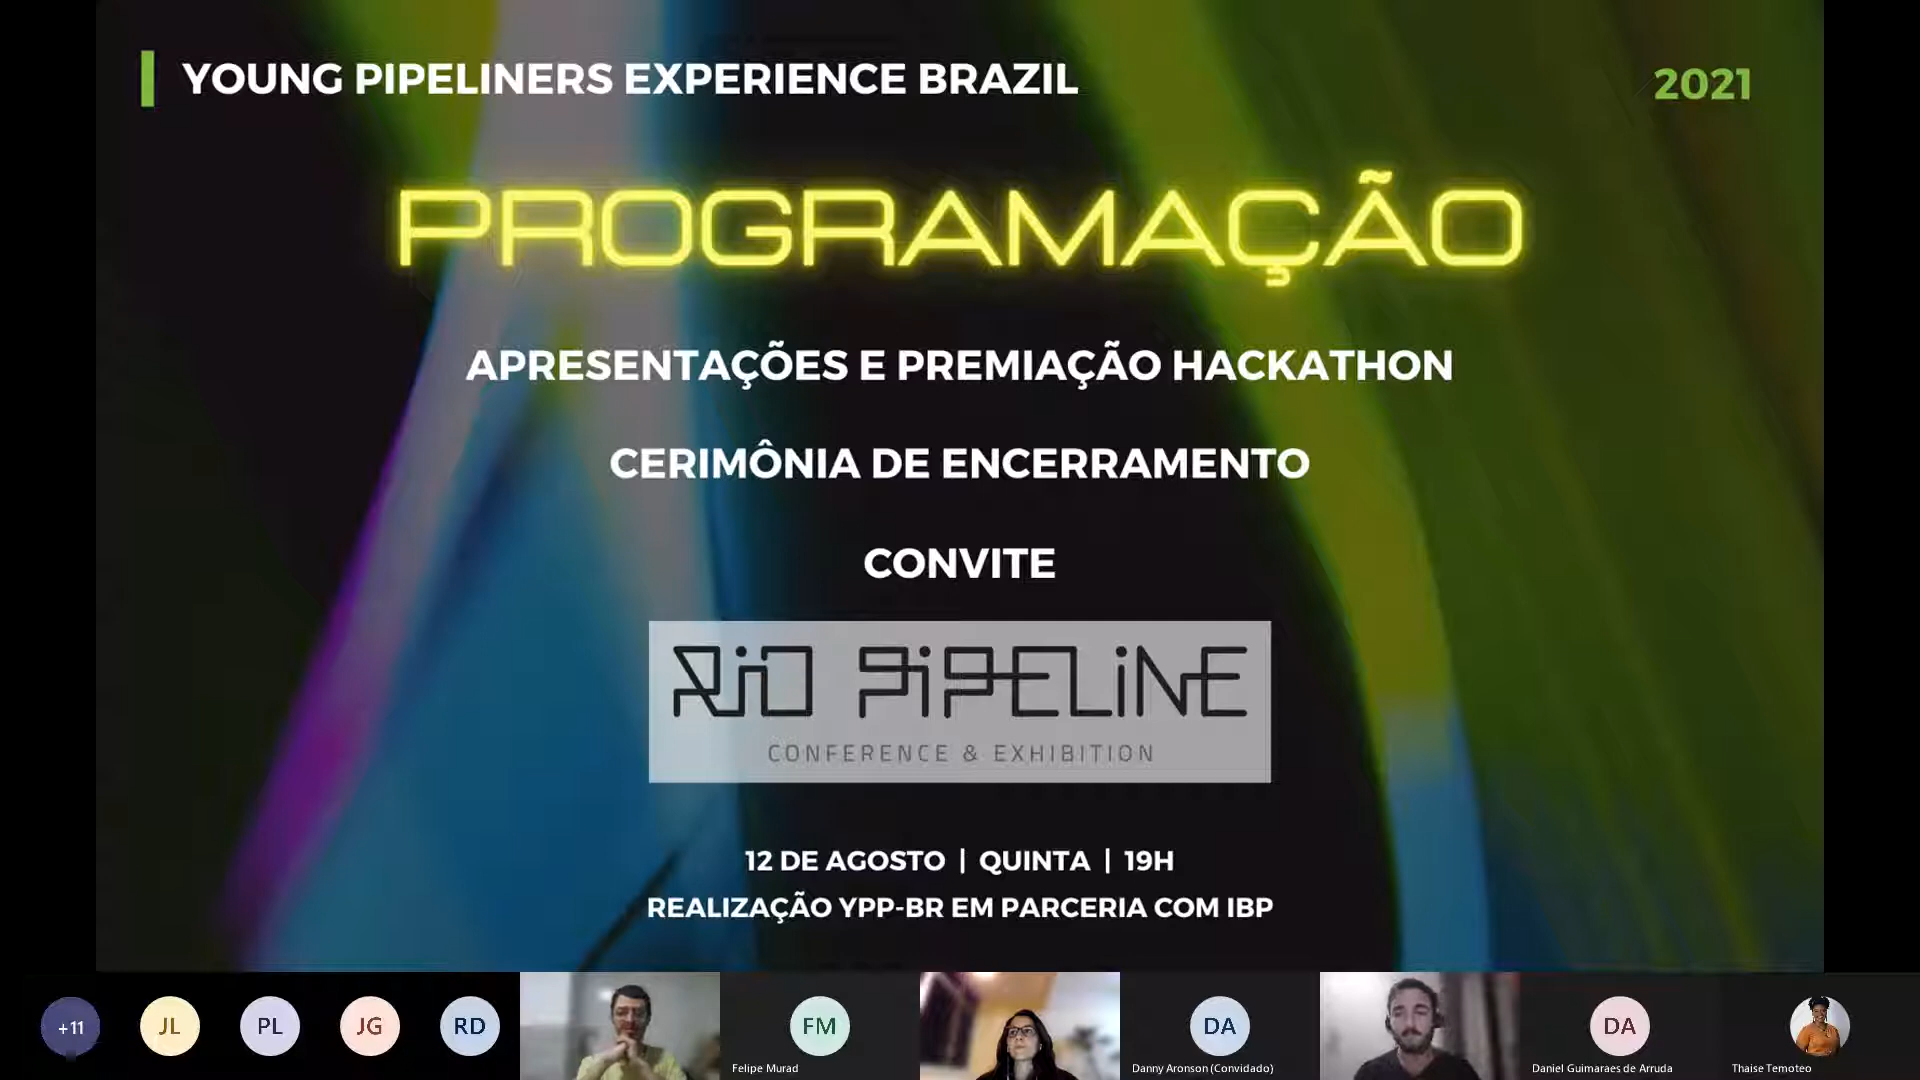 YOUNG PIPELINERS EXPERIENCE BRAZIL
2021
PROGRAMAÇÃO
APRESENTAÇÕES E PREMIAÇÃO HACKATHON
CERIMÔNIA DE ENCERRAMENTO
CONVITE
RiO PiPELiNE
CONFERENCE & EXHIBITION
12 DE AGOSTO | QUINTA | 19H
REALIZAÇÃO YPP-BR EM PARCERIA COM IBP
+11
JL
PL
JG
RD
FM
Felipe Murad
DA
Danny Aronson (Convidado)
DA
Daniel Guimaraes de Arruda
Thaise Temoteo